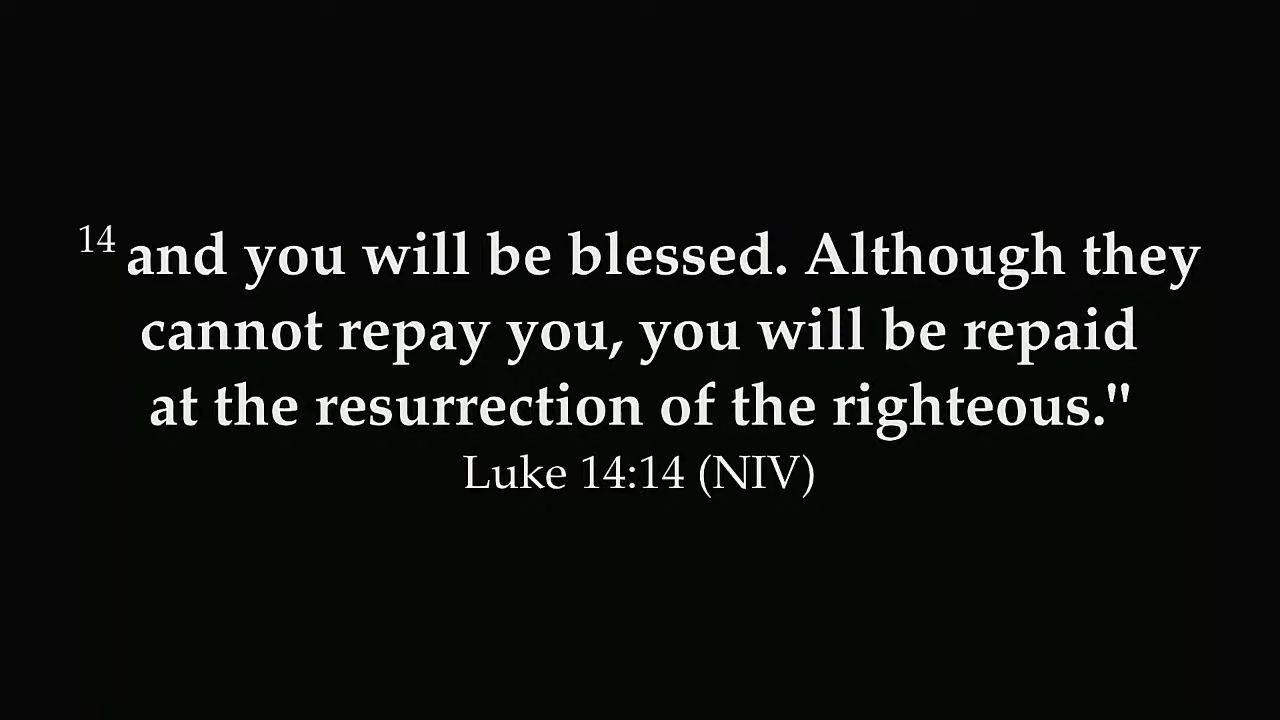 14 and you will be blessed. Although they
cannot repay you, you will be repaid
at the resurrection of the righteous."
Luke 14:14 (NIV)